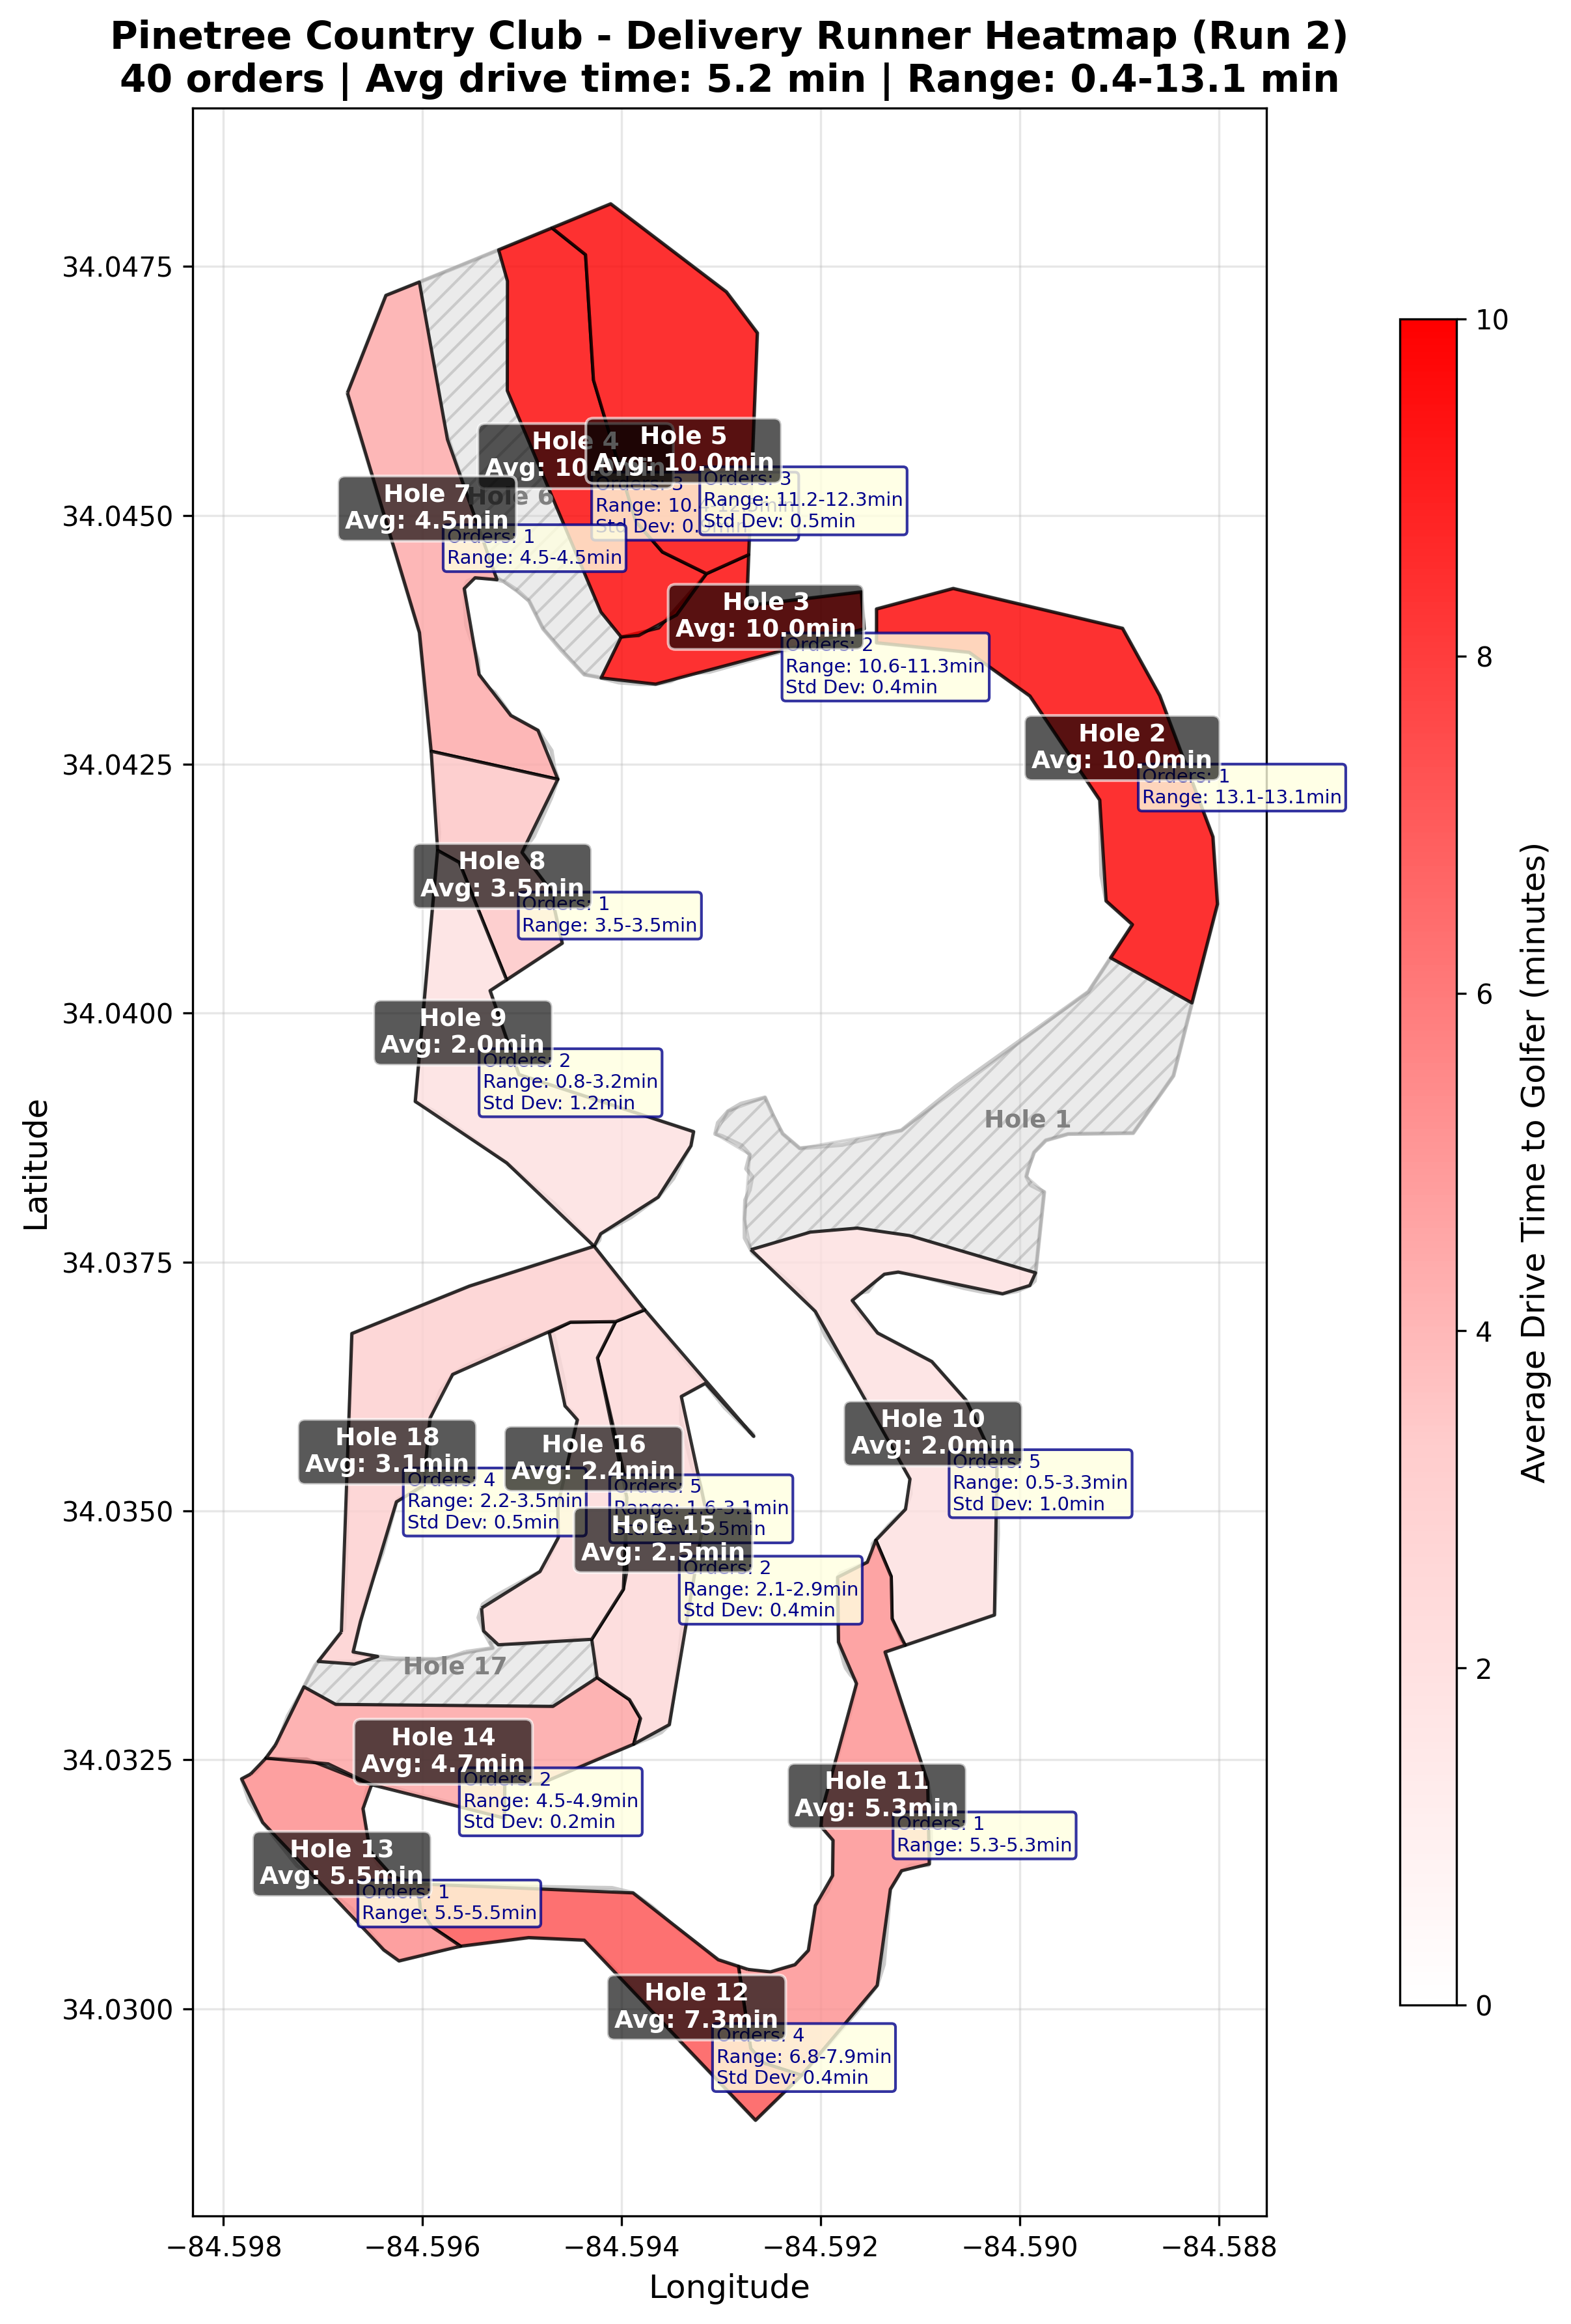 Pinetree Country Club - Delivery Runner Heatmap (Run 2)
40 orders | Avg drive time: 5.2 min | Range: 0.4-13.1 min
34.0475
34.0450
34.0425
34.0400
34.0375
34.0350
34.0325
34.0300
Latitude
−84.598
−84.596
−84.594
−84.592
−84.590
−84.588
Longitude
Hole 4
Avg: 10.
Orders: 3
Range: 10.
Std Dev: 0.
Hole 5
Avg: 10.0min
Orders: 3
Range: 11.2-12.3min
Std Dev: 0.5min
Hole 6
Hole 7
Avg: 4.5min
Orders: 1
Range: 4.5-4.5min
Hole 3
Avg: 10.0min
Orders: 2
Range: 10.6-11.3min
Std Dev: 0.4min
Hole 2
Avg: 10.0min
Orders: 1
Range: 13.1-13.1min
Hole 8
Avg: 3.5min
Orders: 1
Range: 3.5-3.5min
Hole 9
Avg: 2.0min
Orders: 2
Range: 0.8-3.2min
Std Dev: 1.2min
Hole 1
Hole 10
Avg: 2.0min
Orders: 5
Range: 0.5-3.3min
Std Dev: 1.0min
Hole 18
Avg: 3.1min
Orders: 4
Range: 2.2-3.5min
Std Dev: 0.5min
Hole 16
Avg: 2.4min
Orders: 5
Range: 1.6-3.1min
Std Dev: 0.5min
Hole 15
Avg: 2.5min
Orders: 2
Range: 2.1-2.9min
Std Dev: 0.4min
Hole 17
Hole 14
Avg: 4.7min
Orders: 2
Range: 4.5-4.9min
Std Dev: 0.2min
Hole 11
Avg: 5.3min
Orders: 1
Range: 5.3-5.3min
Hole 13
Avg: 5.5min
Orders: 1
Range: 5.5-5.5min
Hole 12
Avg: 7.3min
Orders: 4
Range: 6.8-7.9min
Std Dev: 0.4min
10
8
6
4
2
0
Average Drive Time to Golfer (minutes)